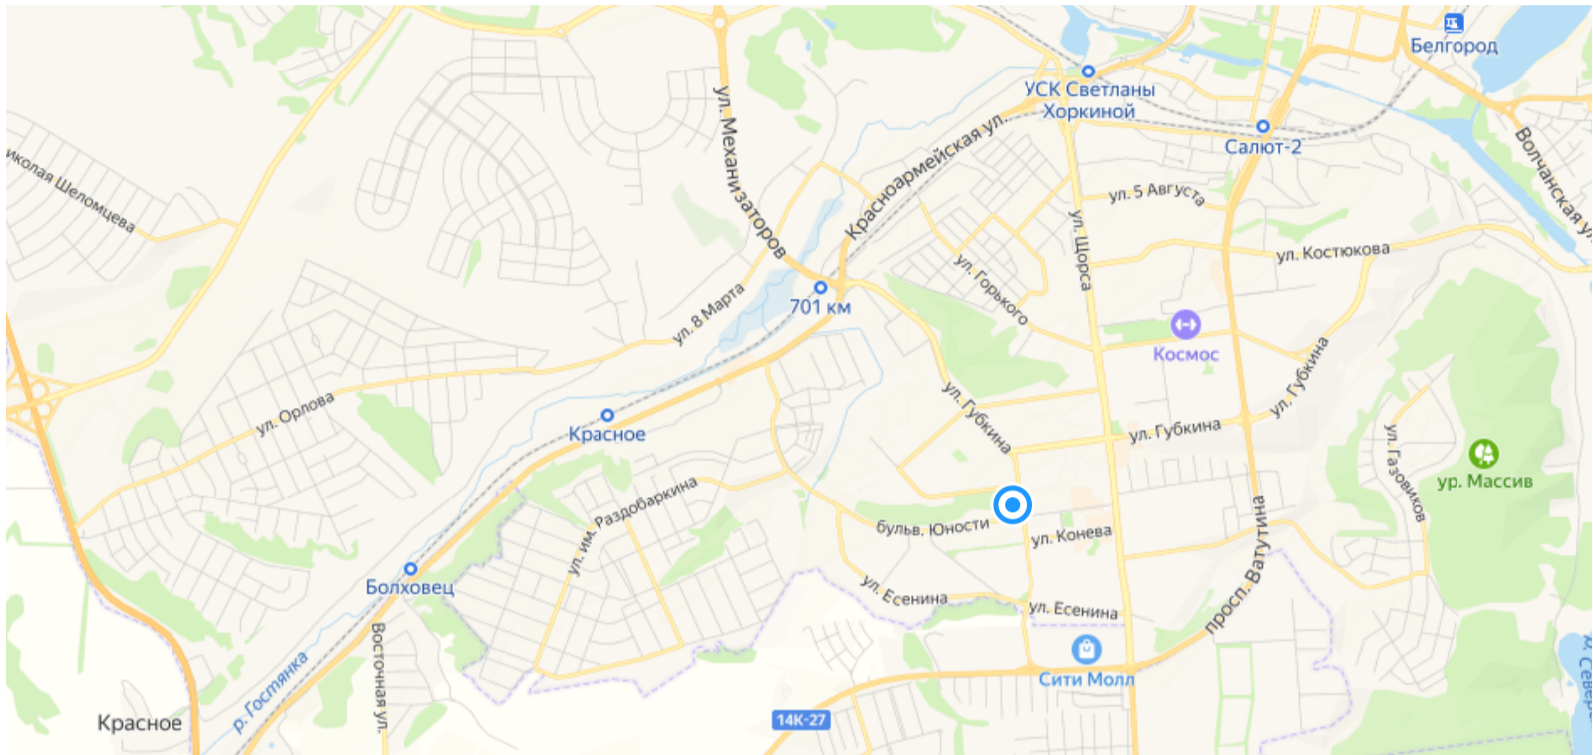 Белгород
УСК Светланы
Хоркиной
ул. Механизаторов
Красноармейская ул.
Салют-2
Волчанская ул.
иколая Шеломцева
ул. 5 Августа
ул. Щорса
ул. Костюкова
ул. Горького
701 км
ул. 8 Марта
Космос
ул. Губкина
ул. Губкина
ул. Губкина
ул. Орлова
Красное
ул. Газовиков
ур. Массив
ул. им. Раздобаркина
бульв. Юности
ул. Конева
просп. Ватутина
Болховец
ул. Есенина
ул. Есенина
Восточная ул.
р. Гостянка
Сити Молл
Красное
14К-27